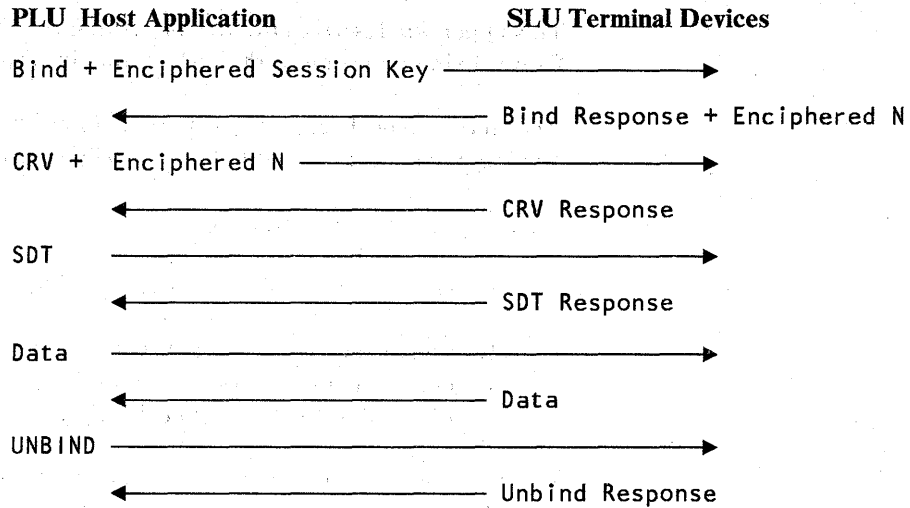 PLU Host Application SLU Terminal Devices
Bind + Enciphered Session Key
Bind Response + Enciphered N
CRV + Enciphered N
CRV Response
SDT
SDT Response
Data
Data
UNBIND
Unbind Response